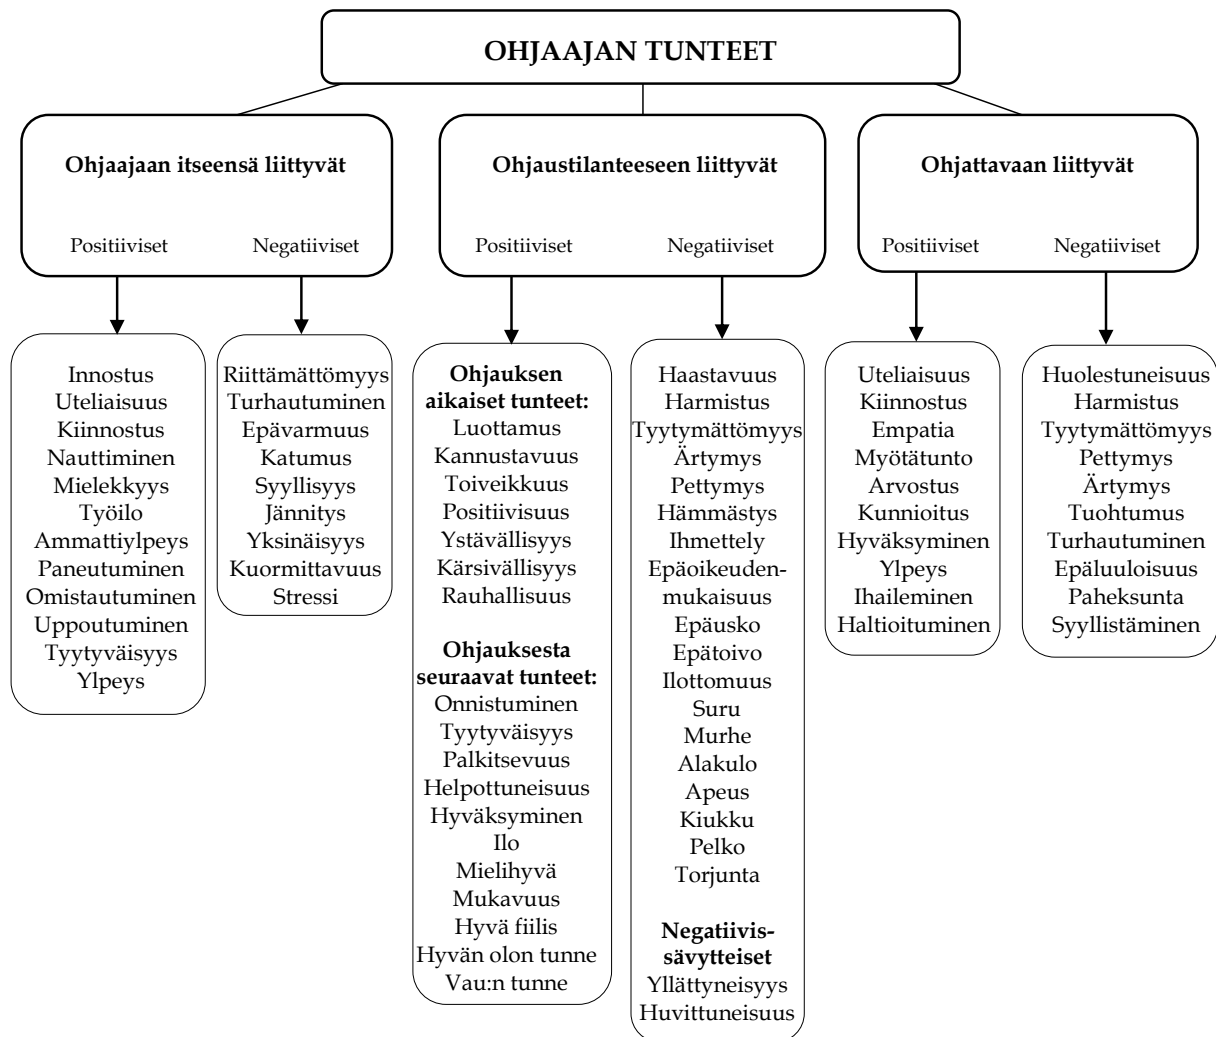 OHJAAJAN TUNTEET
Ohjaajaan itseensä liittyvät
Positiiviset
Negatiiviset
Ohjaustilanteeseen liittyvät
Positiiviset
Negatiiviset
Ohjattavaan liittyvät
Positiiviset
Negatiiviset
Innostus
Uteliaisuus
Kiinnostus
Nauttiminen
Mielekkyys
Työilo
Ammattiylpeys
Paneutuminen
Omistautuminen
Uppoutuminen
Tyytyväisyys
Ylpeys
Riittämättömyys
Turhautuminen
Epävarmuus
Katumus
Syyllisyys
Jännitys
Yksinäisyys
Kuormittavuus
Stressi
Ohjauksen
aikaiset tunteet:
Luottamus
Kannustavuus
Toiveikkuus
Positiivisuus
Ystävällisyys
Kärsivällisyys
Rauhallisuus
Ohjauksesta
seuraavat tunteet:
Onnistuminen
Tyytyväisyys
Palkitsevuus
Helpottuneisuus
Hyväksyminen
Ilo
Mielihyvä
Mukavuus
Hyvä fiilis
Hyvän olon tunne
Vau:n tunne
Haastavuus
Harmistus
Tyytymättömyys
Ärtymys
Pettymys
Hämmästys
Ihmettely
Epäoikeuden-
mukaisuus
Epäusko
Epätoivo
Ilottomuus
Suru
Murhe
Alakulo
Apeus
Kiukku
Pelko
Torjunta
Negatiivis-
sävytteiset
Yllättyneisyys
Huvittuneisuus
Uteliaisuus
Kiinnostus
Empatia
Myötätunto
Arvostus
Kunnioitus
Hyväksyminen
Ylpeys
Ihaileminen
Haltioituminen
Huolestuneisuus
Harmistus
Tyytymättömyys
Pettymys
Ärtymys
Tuohtumus
Turhautuminen
Epäluuloisuus
Paheksunta
Syyllistäminen